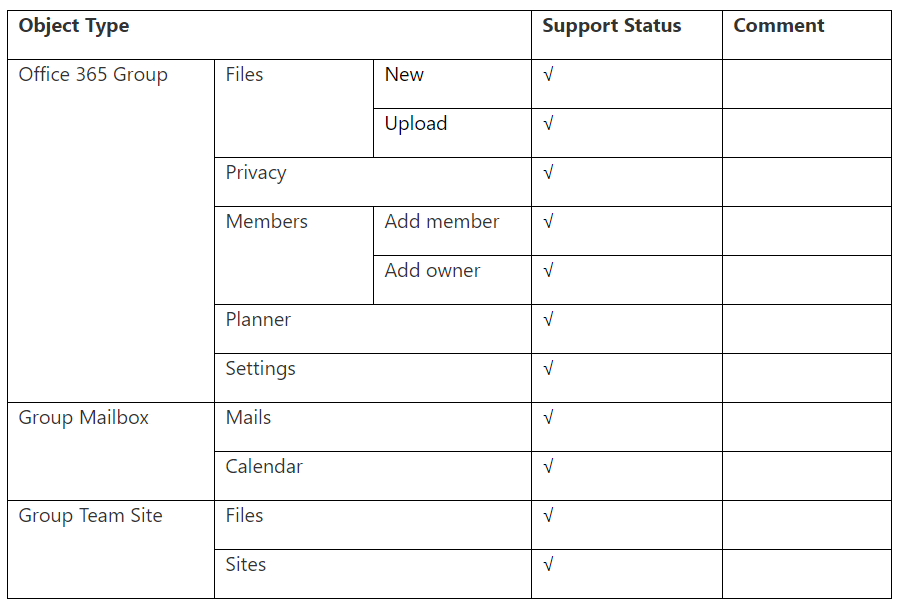 Object Type Support Status Comment
Office 365 Group Files New √
Upload √
Privacy √
Members Add member √
Add owner √
Planner √
Settings √
Group Mailbox Mails √
Calendar √
Group Team Site Files √
Sites √